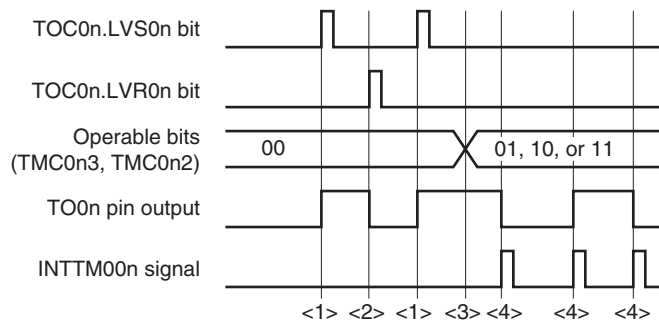 TOC0n.LVS0n bit
TOC0n.LVR0n bit
Operable bits
(TMC0n3, TMC0n2)
00
01, 10, or 11
TO0n pin output
INTTM00n signal
<1> <2> <1> <3> <4> <4> <4>